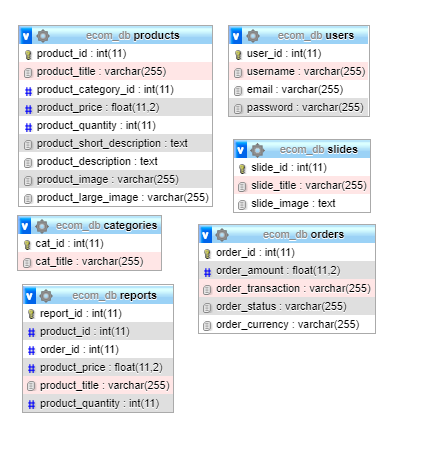 ecom_db products
product_id : int(11)
product_title : varchar(255)
product_category_id : int(11)
product_price : float(11,2)
product_quantity : int(11)
product_short_description : text
product_description : text
product_image : varchar(255)
product_large_image : varchar(255)
ecom_db users
user_id : int(11)
username : varchar(255)
email : varchar(255)
password : varchar(255)
ecom_db slides
slide_id : int(11)
slide_title : varchar(255)
slide_image : text
ecom_db categories
cat_id : int(11)
cat_title : varchar(255)
ecom_db orders
order_id : int(11)
order_amount : float(11,2)
order_transaction : varchar(255)
order_status : varchar(255)
order_currency : varchar(255)
ecom_db reports
report_id : int(11)
product_id : int(11)
order_id : int(11)
product_price : float(11,2)
product_title : varchar(255)
product_quantity : int(11)